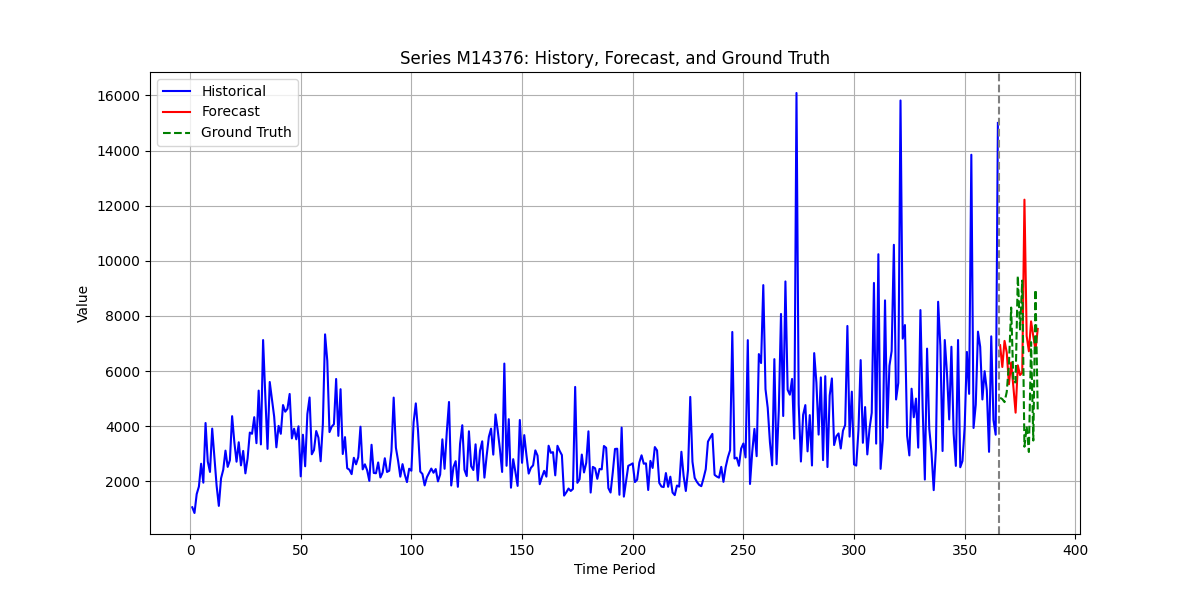 Series M14376: History, Forecast, and Ground Truth
Historical
Forecast
Ground Truth
16000
14000
12000
10000
8000
6000
4000
2000
Value
0
50
100
150
200
250
300
350
400
Time Period